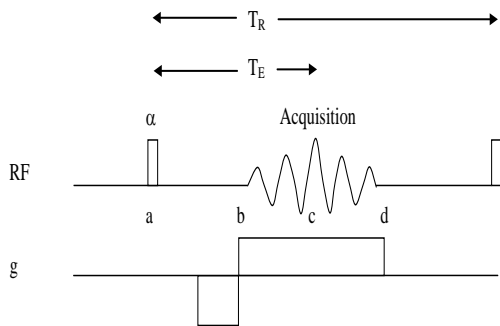 T_R
T_E
α Acquisition
RF
a b c d
g